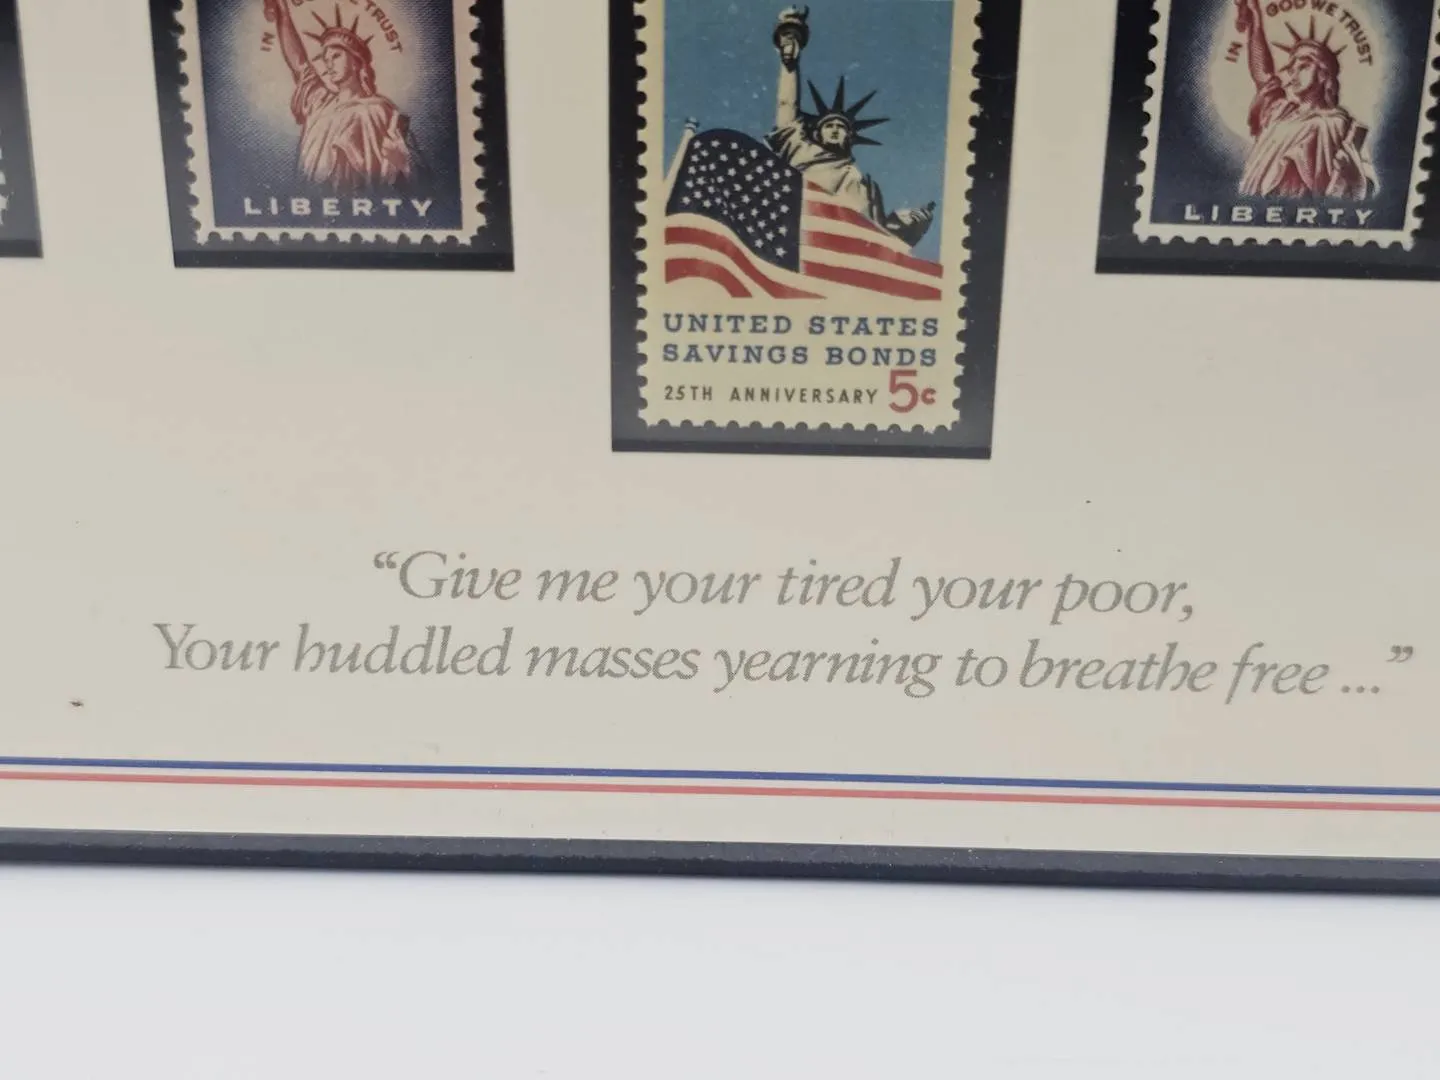 IN GOD WE TRUST
LIBERTY
UNITED STATES
SAVINGS BONDS
25TH ANNIVERSARY 5c
IN GOD WE TRUST
LIBERTY
“Give me your tired your poor,
Your huddled masses yearning to breathe free ...”